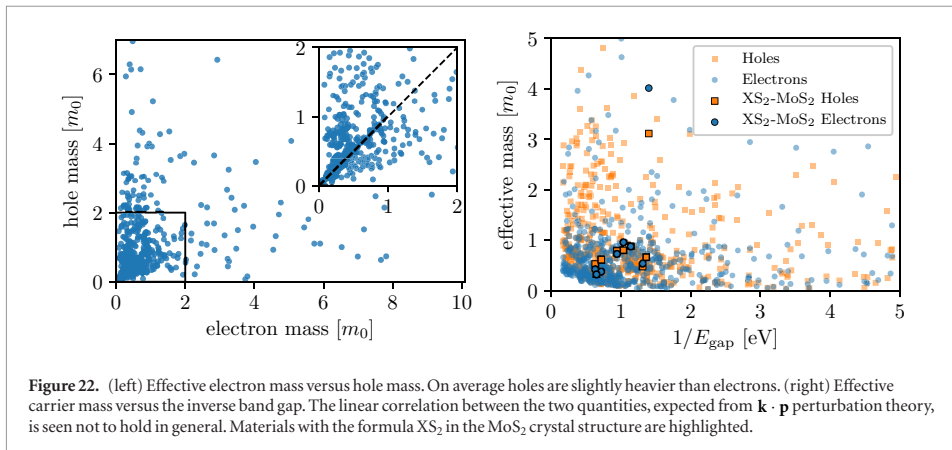 hole mass [m₀]
6
4
2
0
0
2
4
6
8
10
electron mass [m₀]
2
1
0
0
1
2
effective mass [m₀]
5
4
3
2
1
0
0
1
2
3
4
5
1/E_gap [eV]
Holes
Electrons
XS₂-MoS₂ Holes
XS₂-MoS₂ Electrons
Figure 22. (left) Effective electron mass versus hole mass. On average holes are slightly heavier than electrons. (right) Effective
carrier mass versus the inverse band gap. The linear correlation between the two quantities, expected from k · p perturbation theory,
is seen not to hold in general. Materials with the formula XS₂ in the MoS₂ crystal structure are highlighted.